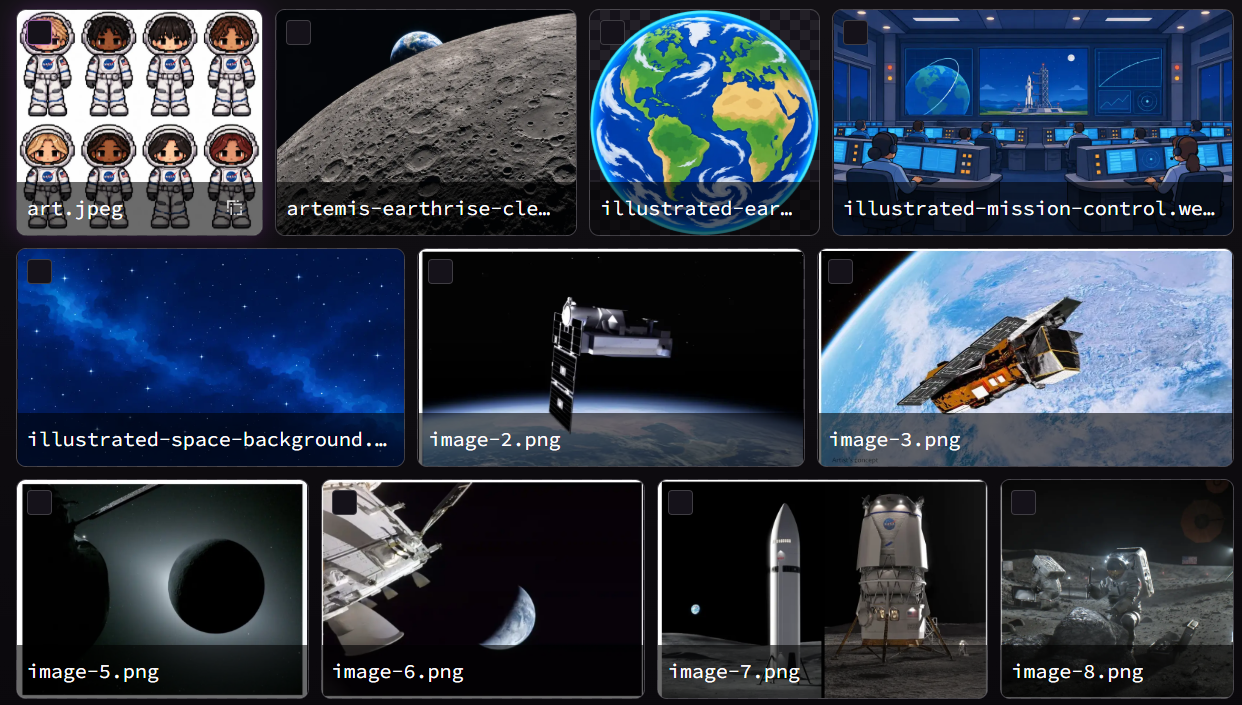 art.jpeg
artemis-earthrise-cle…
illustrated-ear…
illustrated-mission-control.we…
illustrated-space-background.…
image-2.png
image-3.png
image-5.png
image-6.png
image-7.png
image-8.png